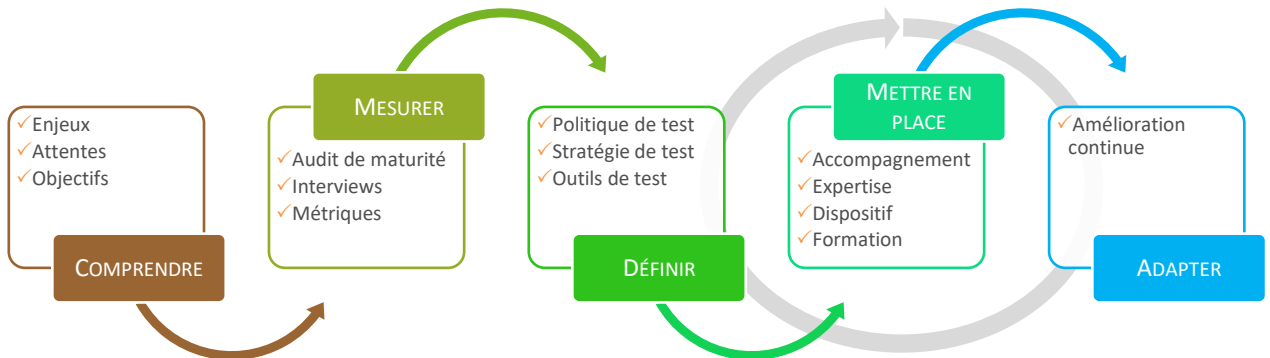 Enjeux
Attentes
Objectifs
COMPRENDRE
MESURER
Audit de maturité
Interviews
Métriques
Politique de test
Stratégie de test
Outils de test
DÉFINIR
METTRE EN
PLACE
Accompagnement
Expertise
Dispositif
Formation
Amélioration
continue
ADAPTER